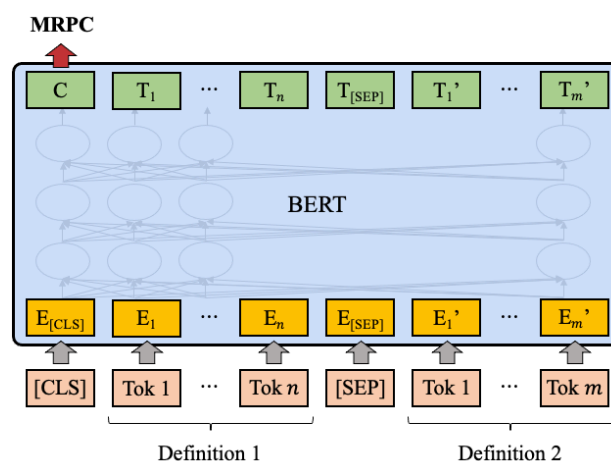 MRPC
C T₁ ... Tₙ T[SEP] T₁’ ... Tₘ’
BERT
E[CLS] E₁ ... Eₙ E[SEP] E₁’ ... Eₘ’
[CLS] Tok 1 ... Tok n [SEP] Tok 1 ... Tok m
Definition 1 Definition 2